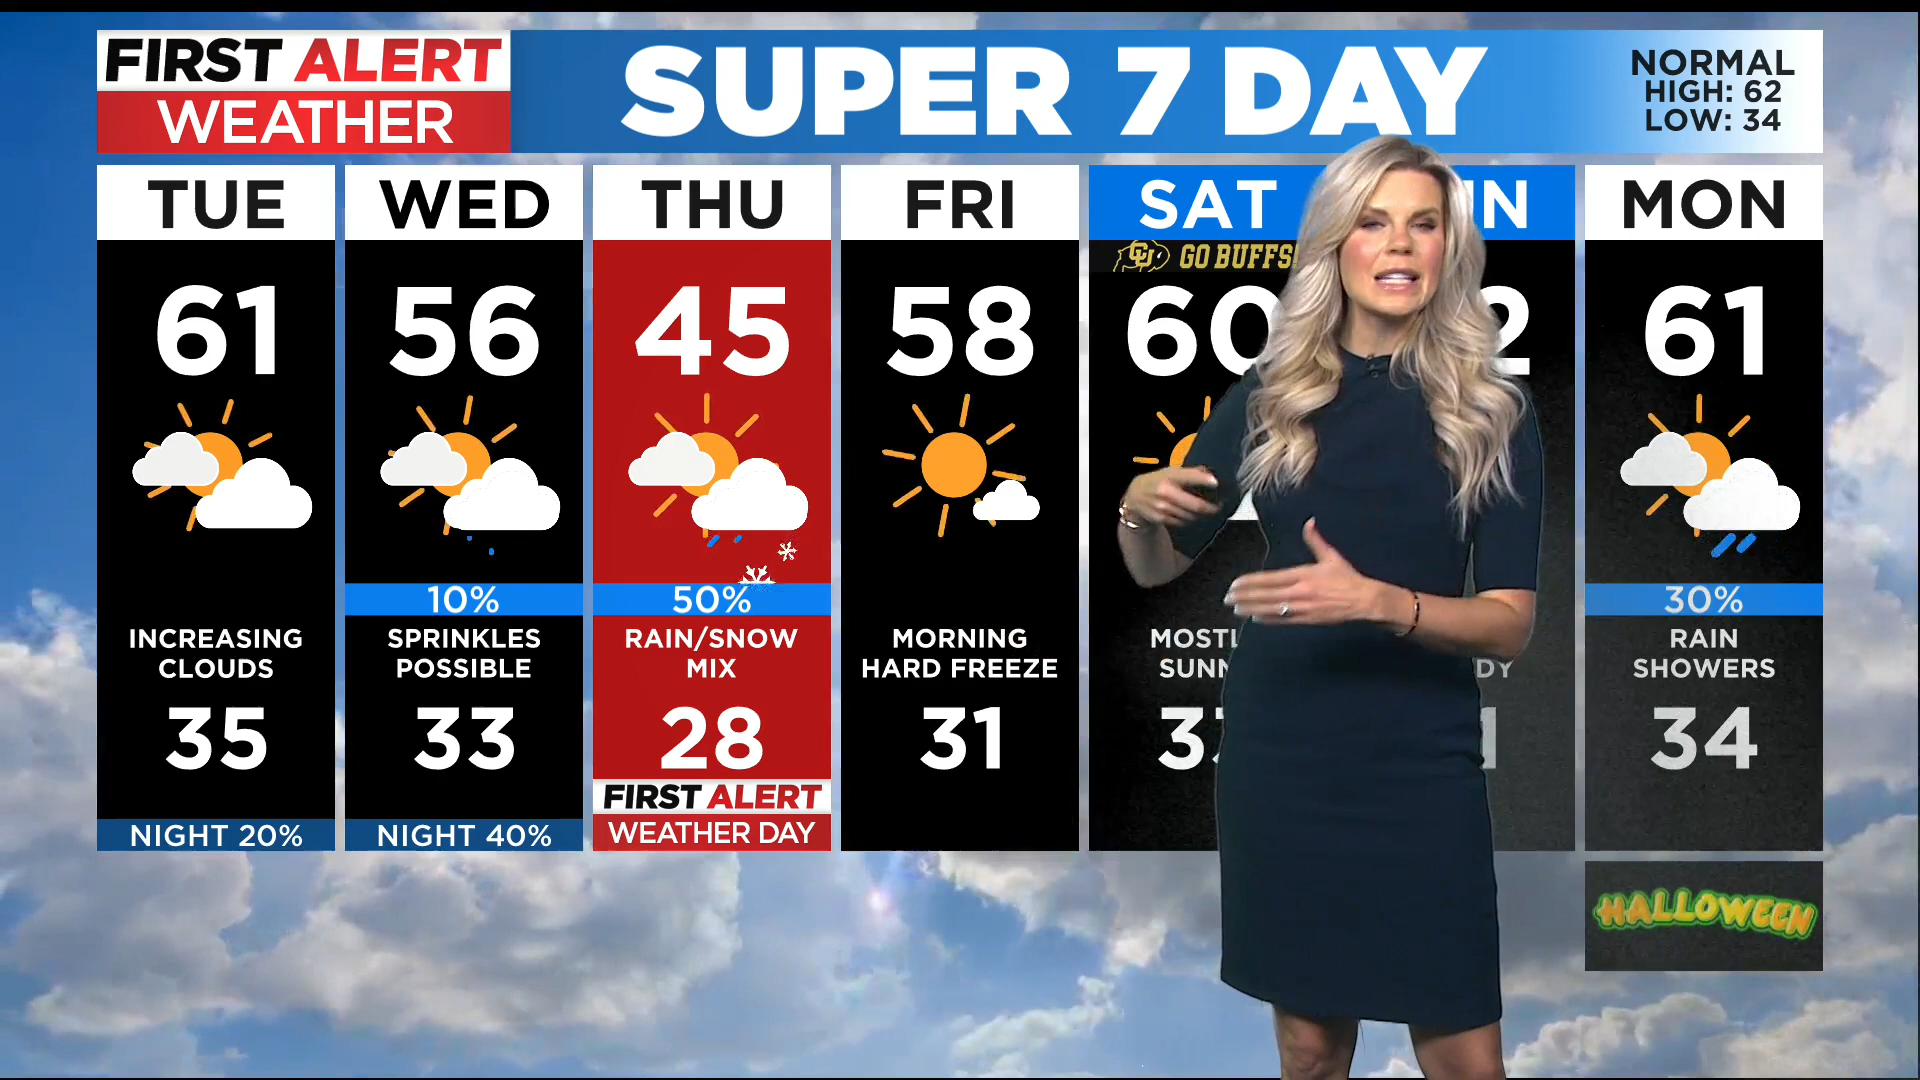 FIRST ALERT
WEATHER
SUPER 7 DAY
NORMAL
HIGH: 62
LOW: 34
TUE
61
INCREASING
CLOUDS
35
NIGHT 20%
WED
56
10%
SPRINKLES
POSSIBLE
33
NIGHT 40%
THU
45
50%
RAIN/SNOW
MIX
28
FIRST ALERT
WEATHER DAY
FRI
58
MORNING
HARD FREEZE
31
SAT
CU GO BUFFS
60
MON
61
30%
RAIN
SHOWERS
34
HALLOWEEN